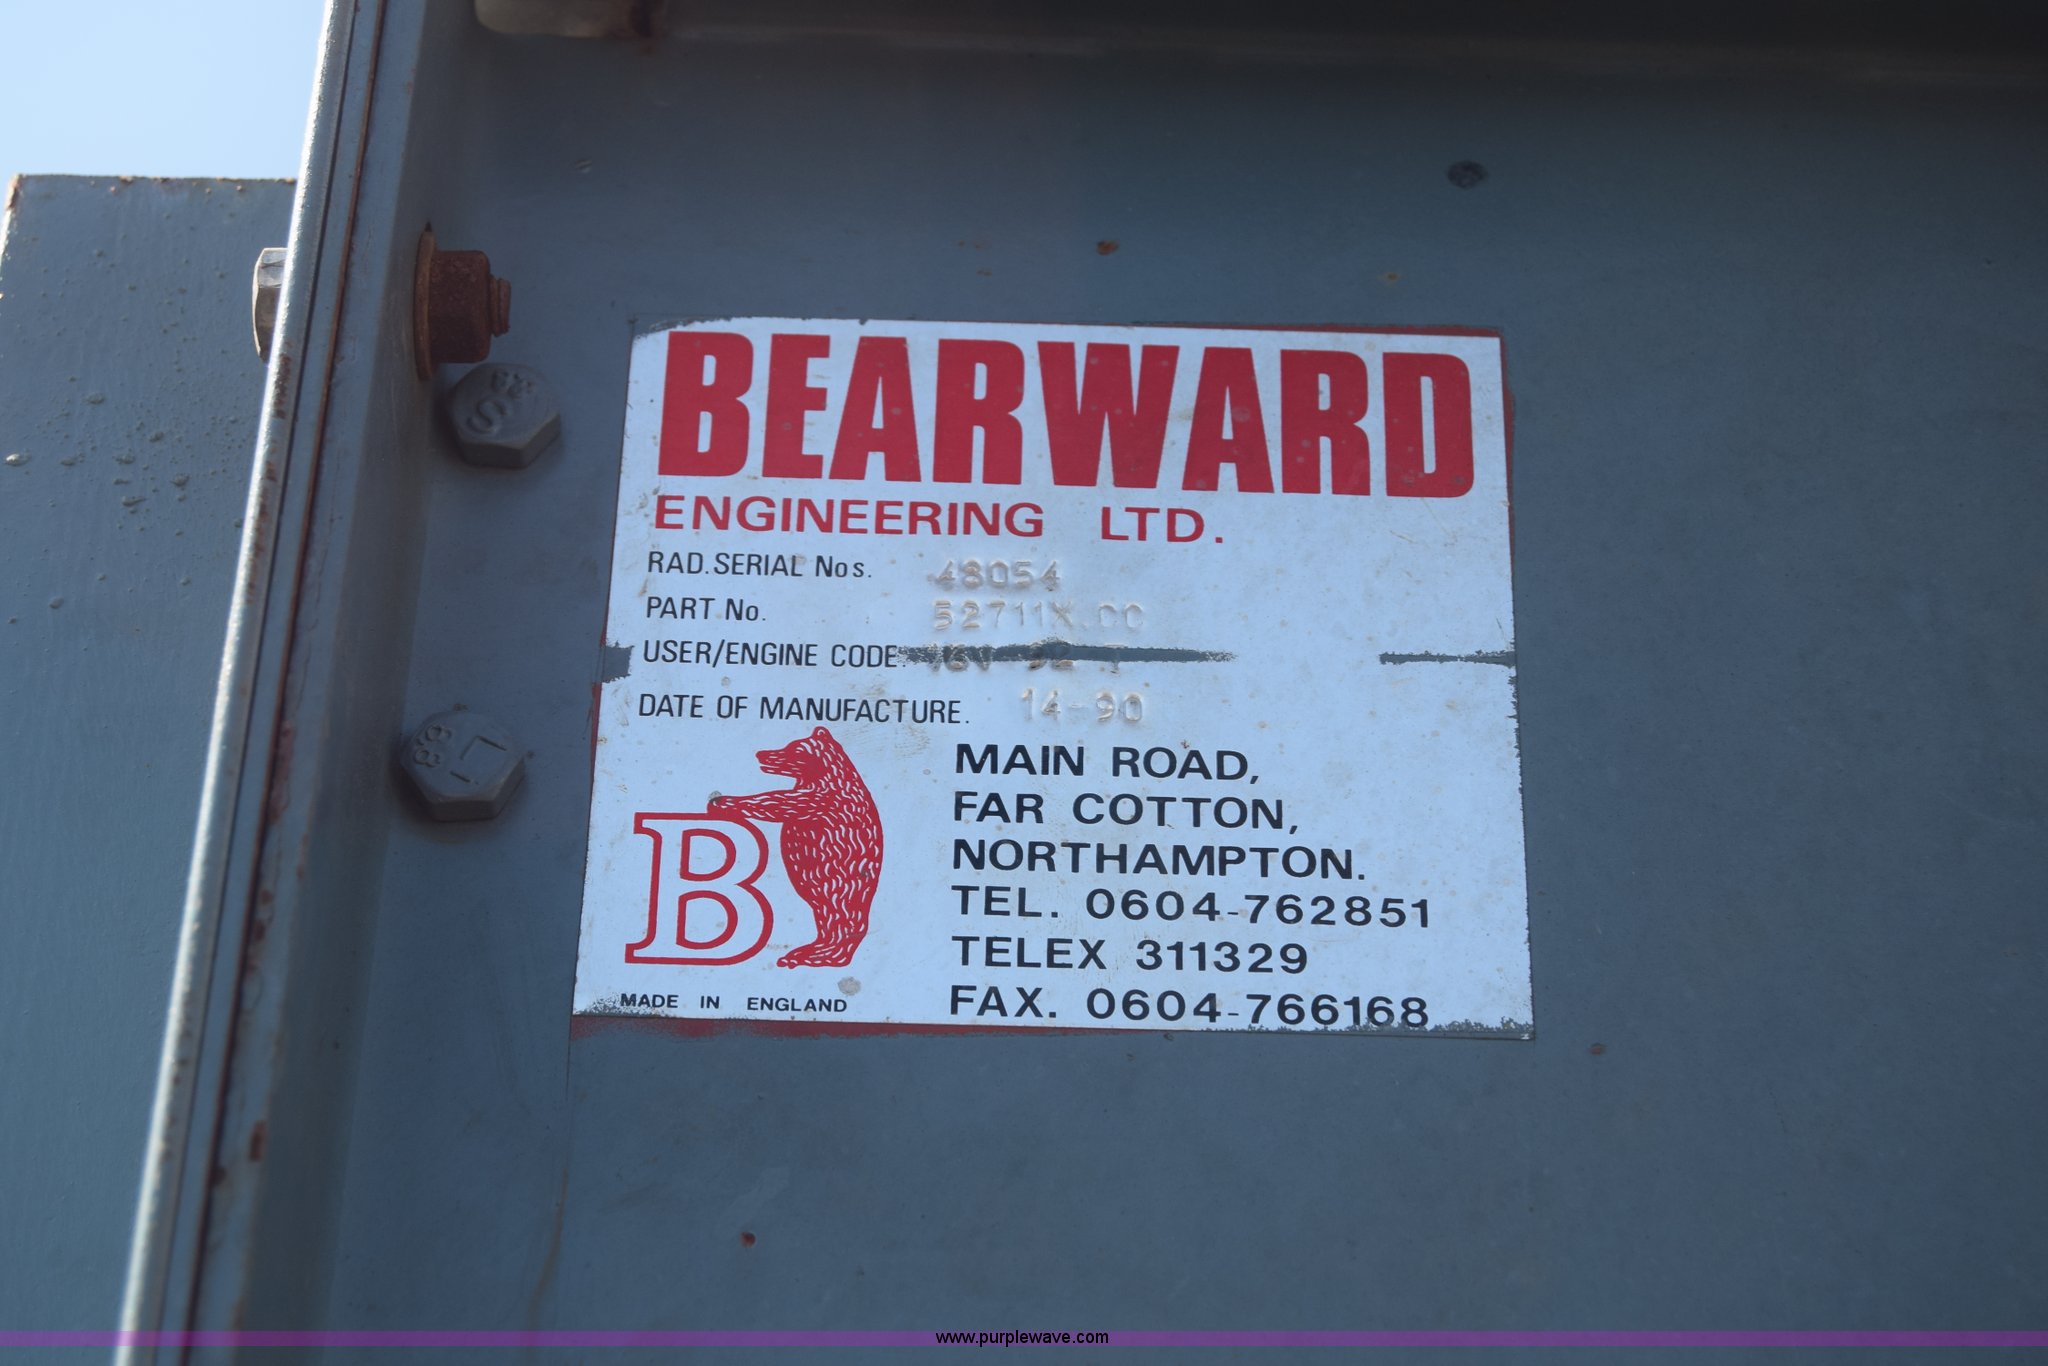 BEARWARD
ENGINEERING LTD.
RAD. SERIAL Nos. 48054
PART No. 52711X.
USER/ENGINE CODE.
DATE OF MANUFACTURE. 14-90
B
MAIN ROAD,
FAR COTTON,
NORTHAMPTON.
TEL. 0604-762851
TELEX 311329
FAX. 0604-766168
MADE IN ENGLAND
www.purplewave.com